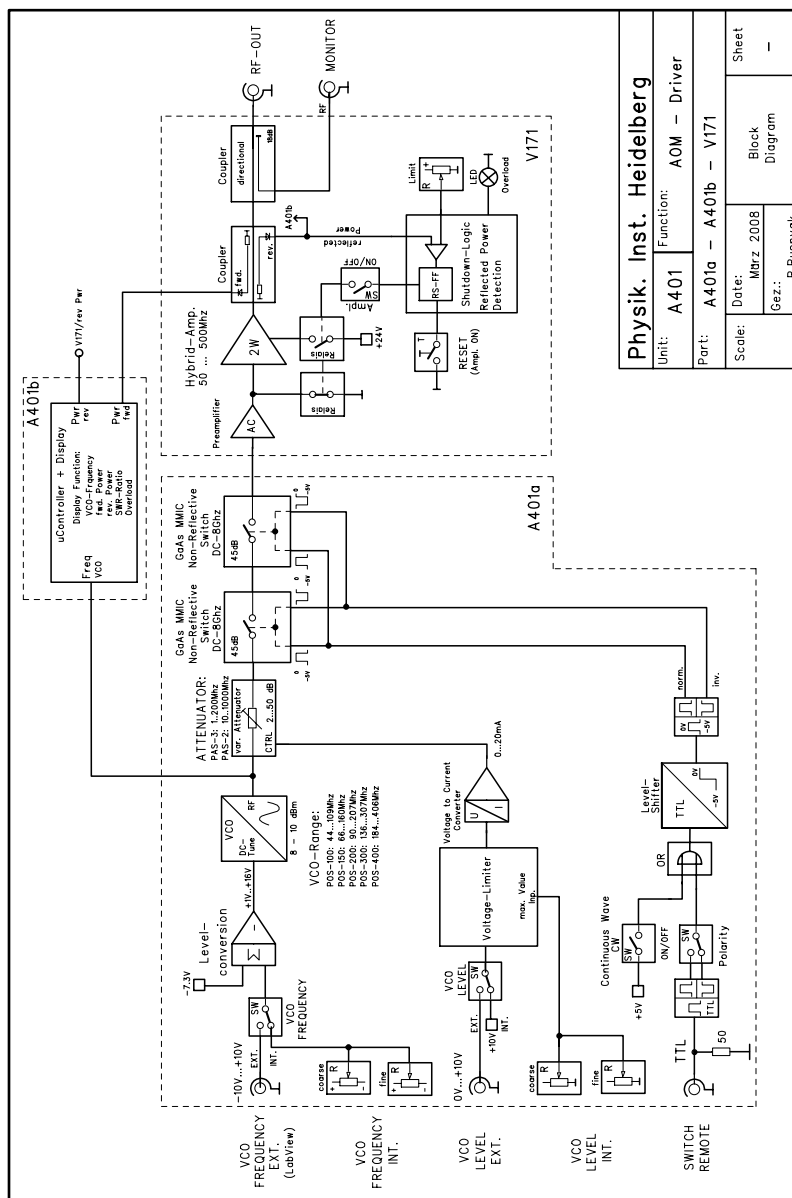 VCO
FREQUENCY
EXT.
(LabView)
VCO
FREQUENCY
INT.
VCO
LEVEL
EXT.
VCO
LEVEL
INT.
SWITCH
REMOTE
-10V...+10V
EXT.
INT.
SW
VCO
FREQUENCY
coarse
R
+
-
fine
R
+
-
-7.3V
Level-
conversion
Σ
-
+1V..+16V
VCO
DC-
Tune
RF
8 - 10 dBm
VCO-Range:
POS-100: 44...109Mhz
POS-150: 66...160Mhz
POS-200: 90...207Mhz
POS-300: 136...307Mhz
POS-400: 184...406Mhz
ATTENUATOR:
PAS-3: 1..200Mhz
PAS-2: 10..1000Mhz
var. Attenuator
CTRL 2...50 dB
GaAs MMIC
Non-Reflective
Switch
DC-8Ghz
45dB
0
-5V
0
-5V
GaAs MMIC
Non-Reflective
Switch
DC-8Ghz
45dB
0
-5V
0
-5V
A401a
0V...+10V
EXT.
+10V
INT.
SW
VCO
LEVEL
Voltage-Limiter
max. Value
Inp.
Voltage to Current
Converter
U
I
0...20mA
coarse
R
fine
R
TTL
50
TTL
SW
Polarity
+5V
Continuous Wave
CW
SW
ON/OFF
OR
Level-
Shifter
TTL
0V
-5V
0V
-5V
norm.
inv.
A401b
uController + Display
Display Function:
VCO-Frquency
fwd. Power
rev. Power
SWR-Ratio
Overload
Freq
VCO
Pwr
rev
Pwr
fwd
V171/rev Pwr
Preamplifier
AC
Hybrid-Amp.
50 ... 500Mhz
2W
Relais
Relais
+24V
Coupler
fwd.
rev.
Coupler
directional
18dB
RF-OUT
RF
MONITOR
A401b
reflected
Power
ON/OFF
SW
Ampl.
RS-FF
Shutdown-Logic
Reflected Power
Detection
T
RESET
(Ampl. ON)
Limit
R
+
LED
Overload
V171
Physik. Inst. Heidelberg
Unit:
A401
Function:
AOM - Driver
Part:
A401a - A401b - V171
Scale:
Date:
März 2008
Gez.:
Block
Diagram
Sheet
-